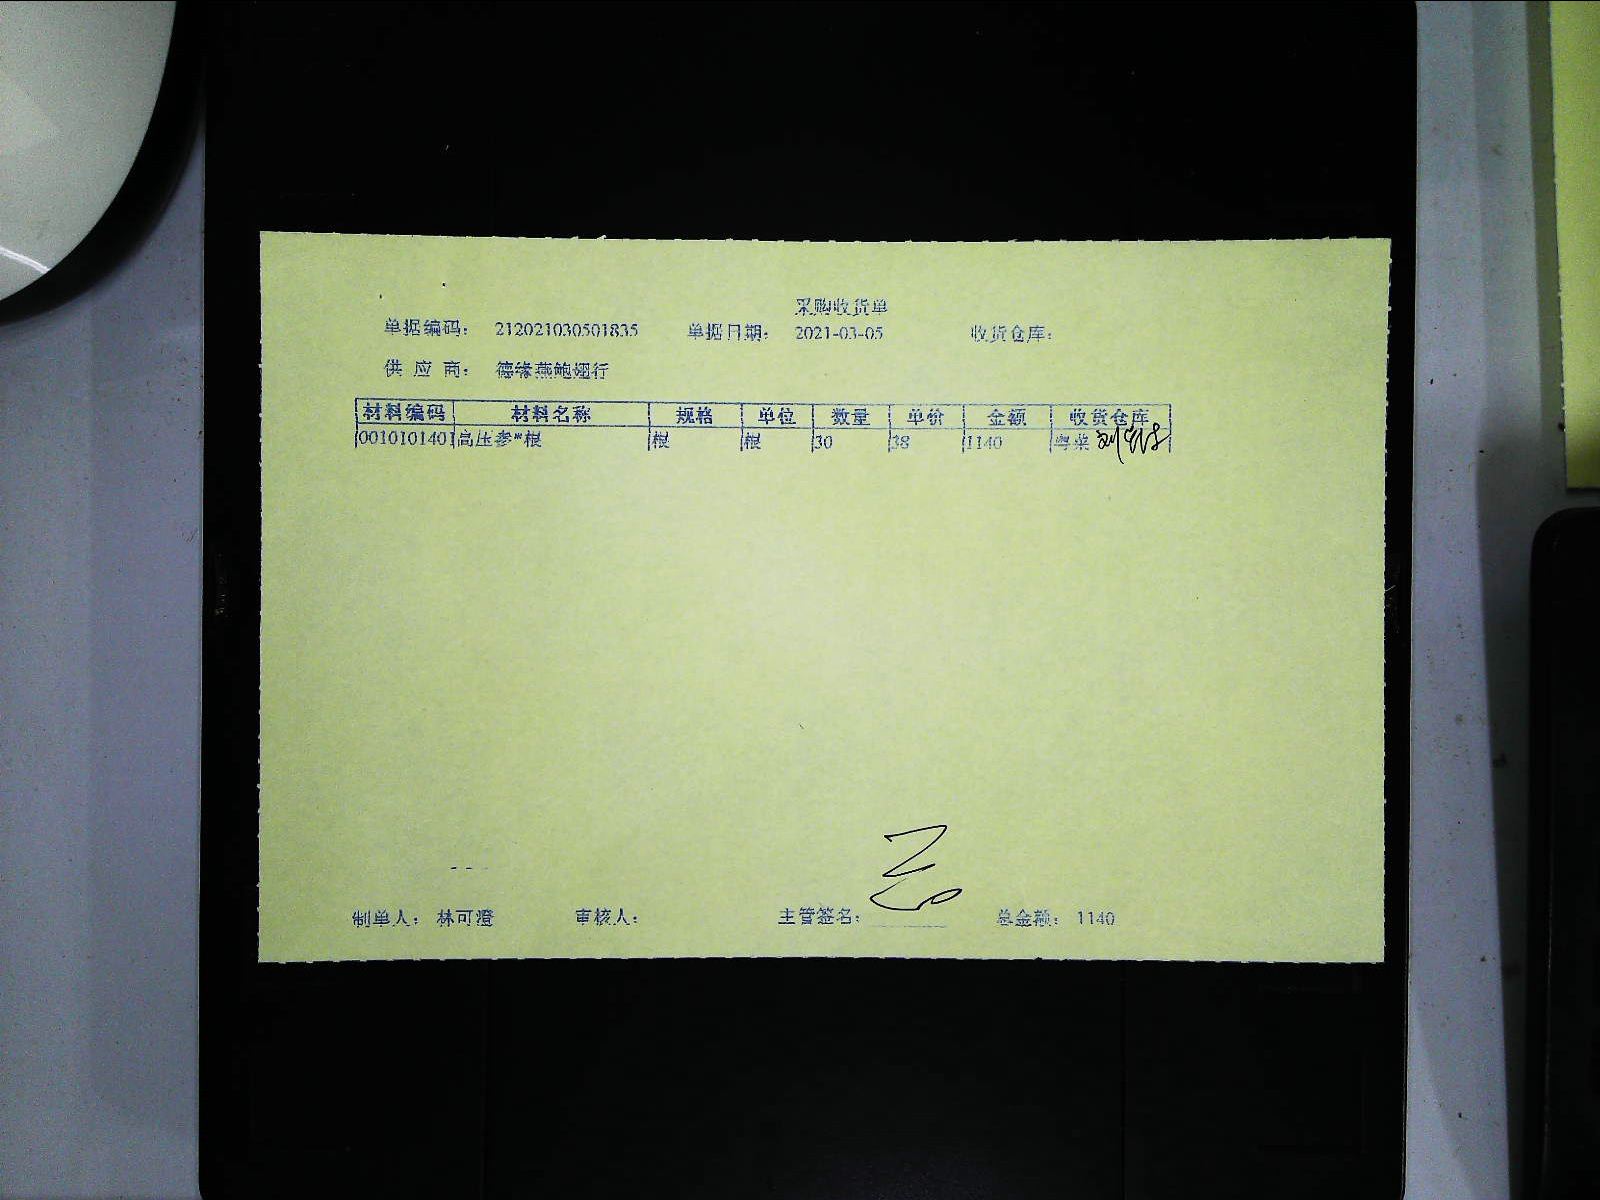 采购收货单
单据编码： 212021030501835 单据日期： 2021-03-05 收货仓库：
供应商： 德缘燕鲍翅行
材料编码 材料名称 规格 单位 数量 单价 金额 收货仓库
0010101401 高压参*根 根 根 30 38 1140 粤菜
制单人： 林可澄 审核人： 主管签名： 总金额： 1140